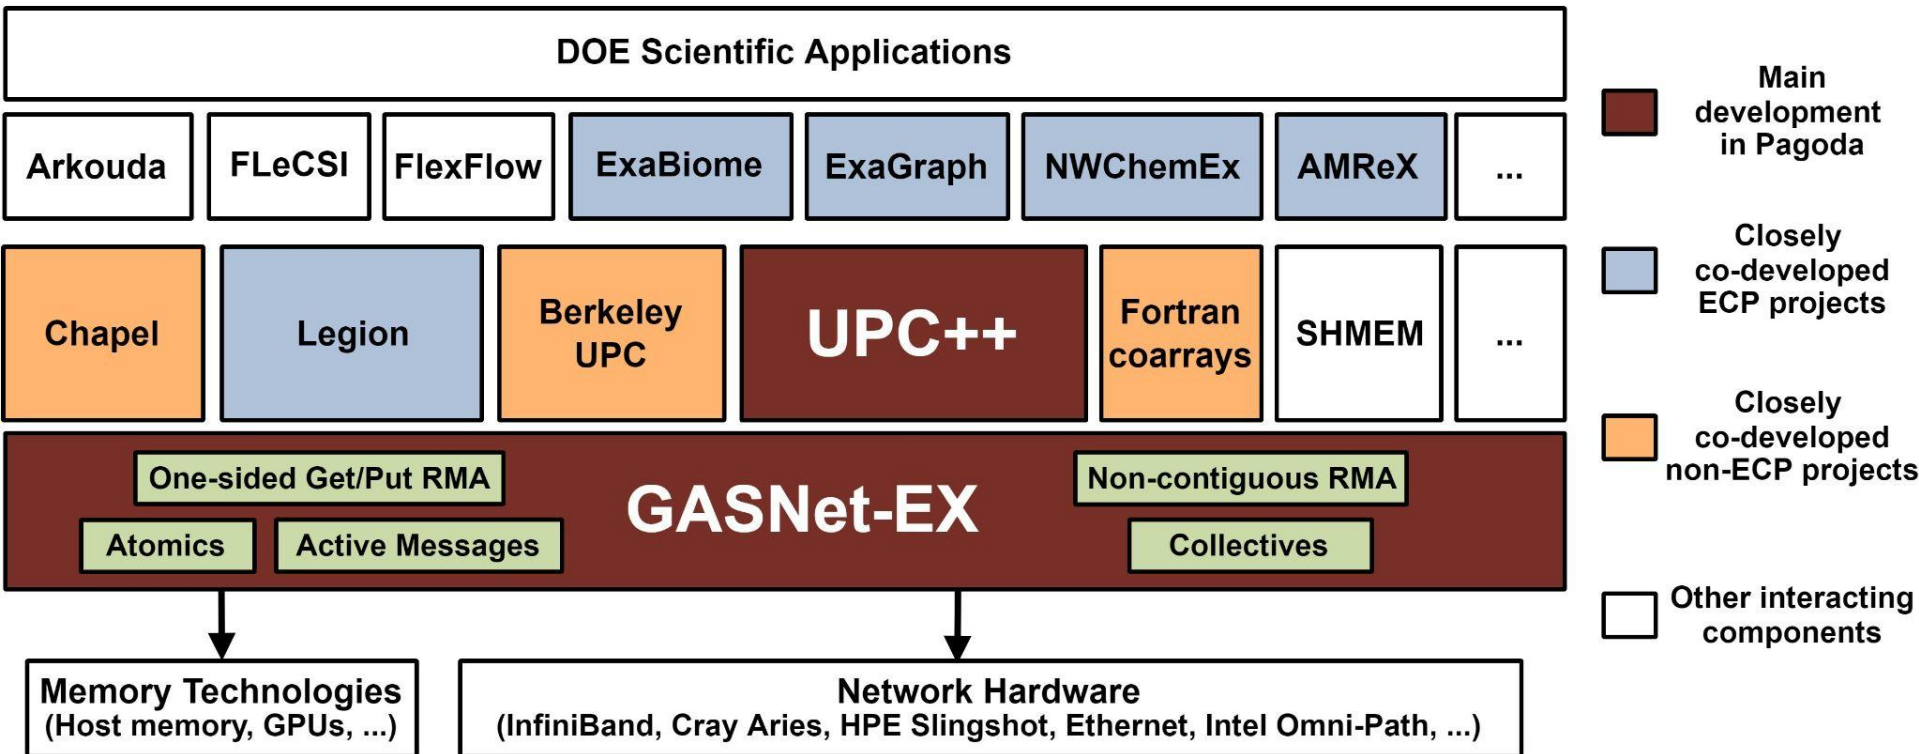 DOE Scientific Applications
Arkouda
FLeCSI
FlexFlow
ExaBiome
ExaGraph
NWChemEx
AMReX
...
Chapel
Legion
Berkeley
UPC
UPC++
Fortran
coarrays
SHMEM
...
One-sided Get/Put RMA
Atomics
Active Messages
GASNet-EX
Non-contiguous RMA
Collectives
Memory Technologies
(Host memory, GPUs, ...)
Network Hardware
(InfiniBand, Cray Aries, HPE Slingshot, Ethernet, Intel Omni-Path, ...)
Main
development
in Pagoda
Closely
co-developed
ECP projects
Closely
co-developed
non-ECP projects
Other interacting
components